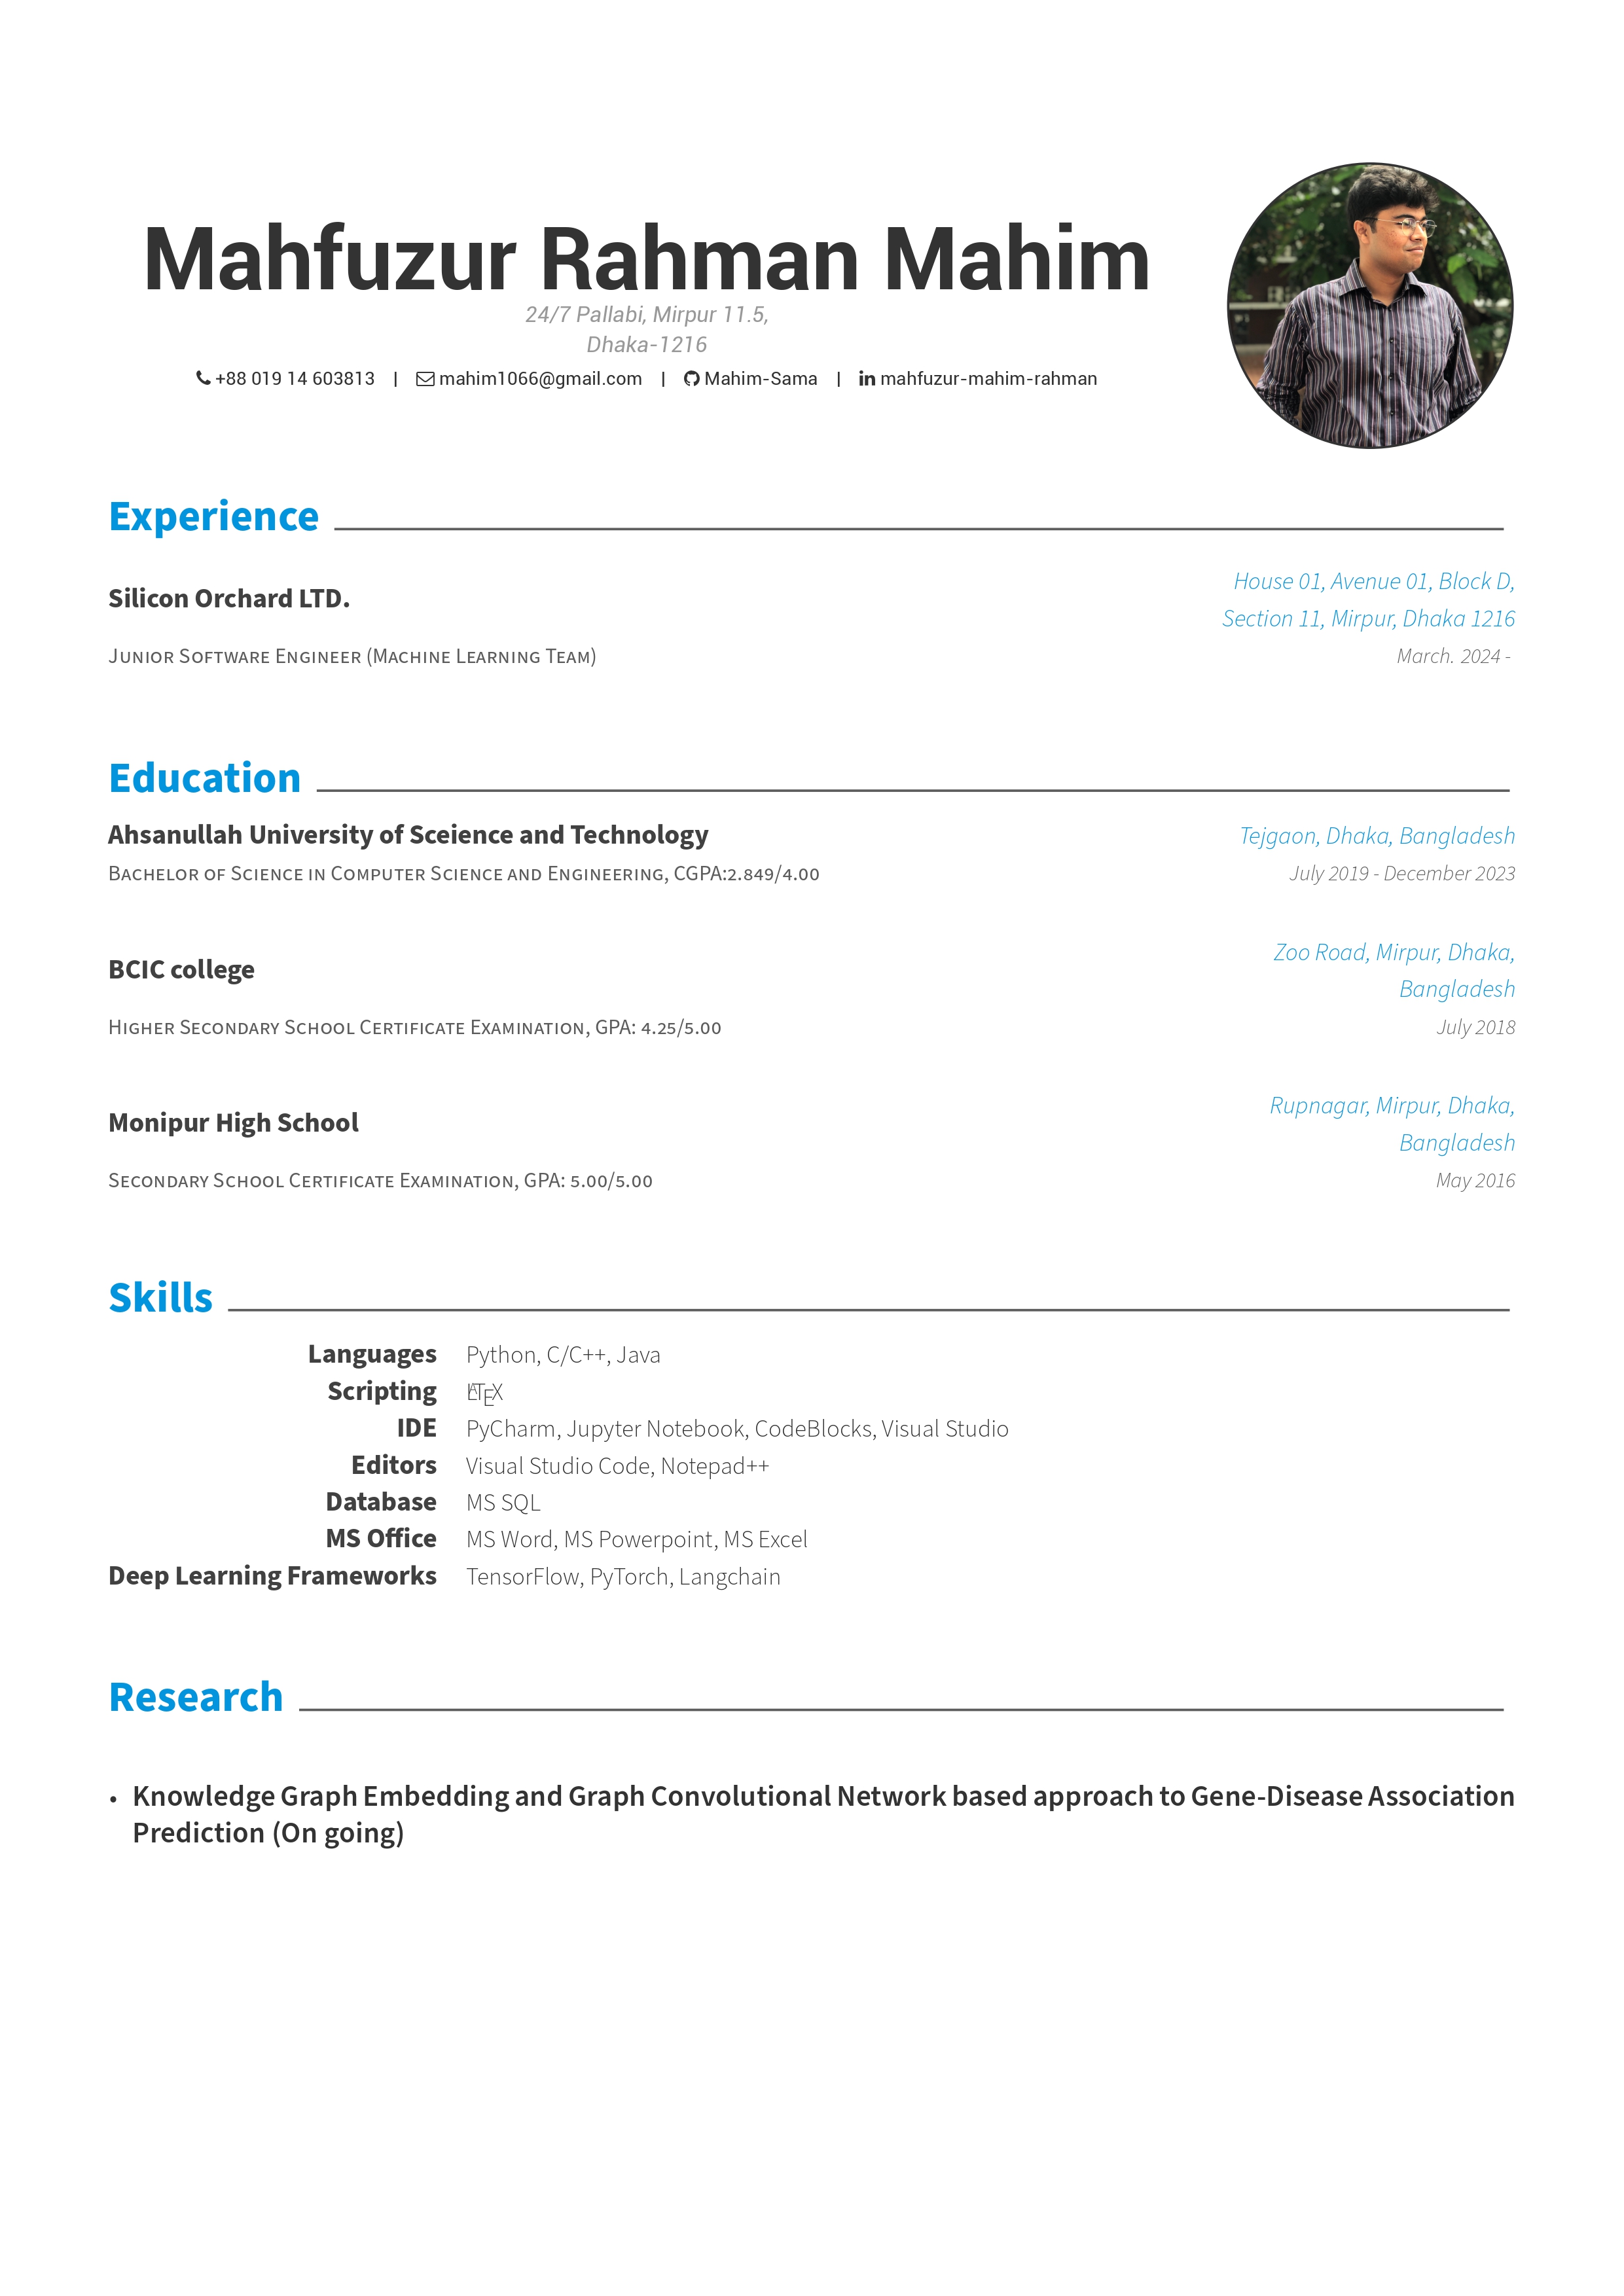 Mahfuzur Rahman Mahim
24/7 Pallabi, Mirpur 11.5,
Dhaka-1216
+88 019 14 603813 | mahim1066@gmail.com | Mahim-Sama | mahfuzur-mahim-rahman
Experience
House 01, Avenue 01, Block D,
Silicon Orchard LTD.
Section 11, Mirpur, Dhaka 1216
Junior Software Engineer (Machine Learning Team)
March. 2024 -
Education
Ahsanullah University of Sceience and Technology
Tejgaon, Dhaka, Bangladesh
Bachelor of Science in Computer Science and Engineering, CGPA:2.849/4.00
July 2019 - December 2023
Zoo Road, Mirpur, Dhaka,
BCIC college
Bangladesh
Higher Secondary School Certificate Examination, GPA: 4.25/5.00
July 2018
Rupnagar, Mirpur, Dhaka,
Monipur High School
Bangladesh
Secondary School Certificate Examination, GPA: 5.00/5.00
May 2016
Skills
Languages Python, C/C++, Java
Scripting LATEX
IDE PyCharm, Jupyter Notebook, CodeBlocks, Visual Studio
Editors Visual Studio Code, Notepad++
Database MS SQL
MS Office MS Word, MS Powerpoint, MS Excel
Deep Learning Frameworks TensorFlow, PyTorch, Langchain
Research
• Knowledge Graph Embedding and Graph Convolutional Network based approach to Gene-Disease Association
Prediction (On going)